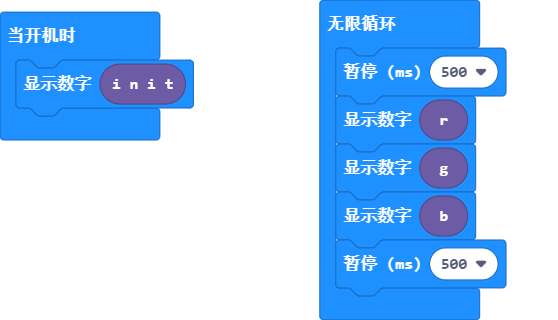 当开机时
显示数字 i n i t
无限循环
暂停 (ms) 500
显示数字 r
显示数字 g
显示数字 b
暂停 (ms) 500